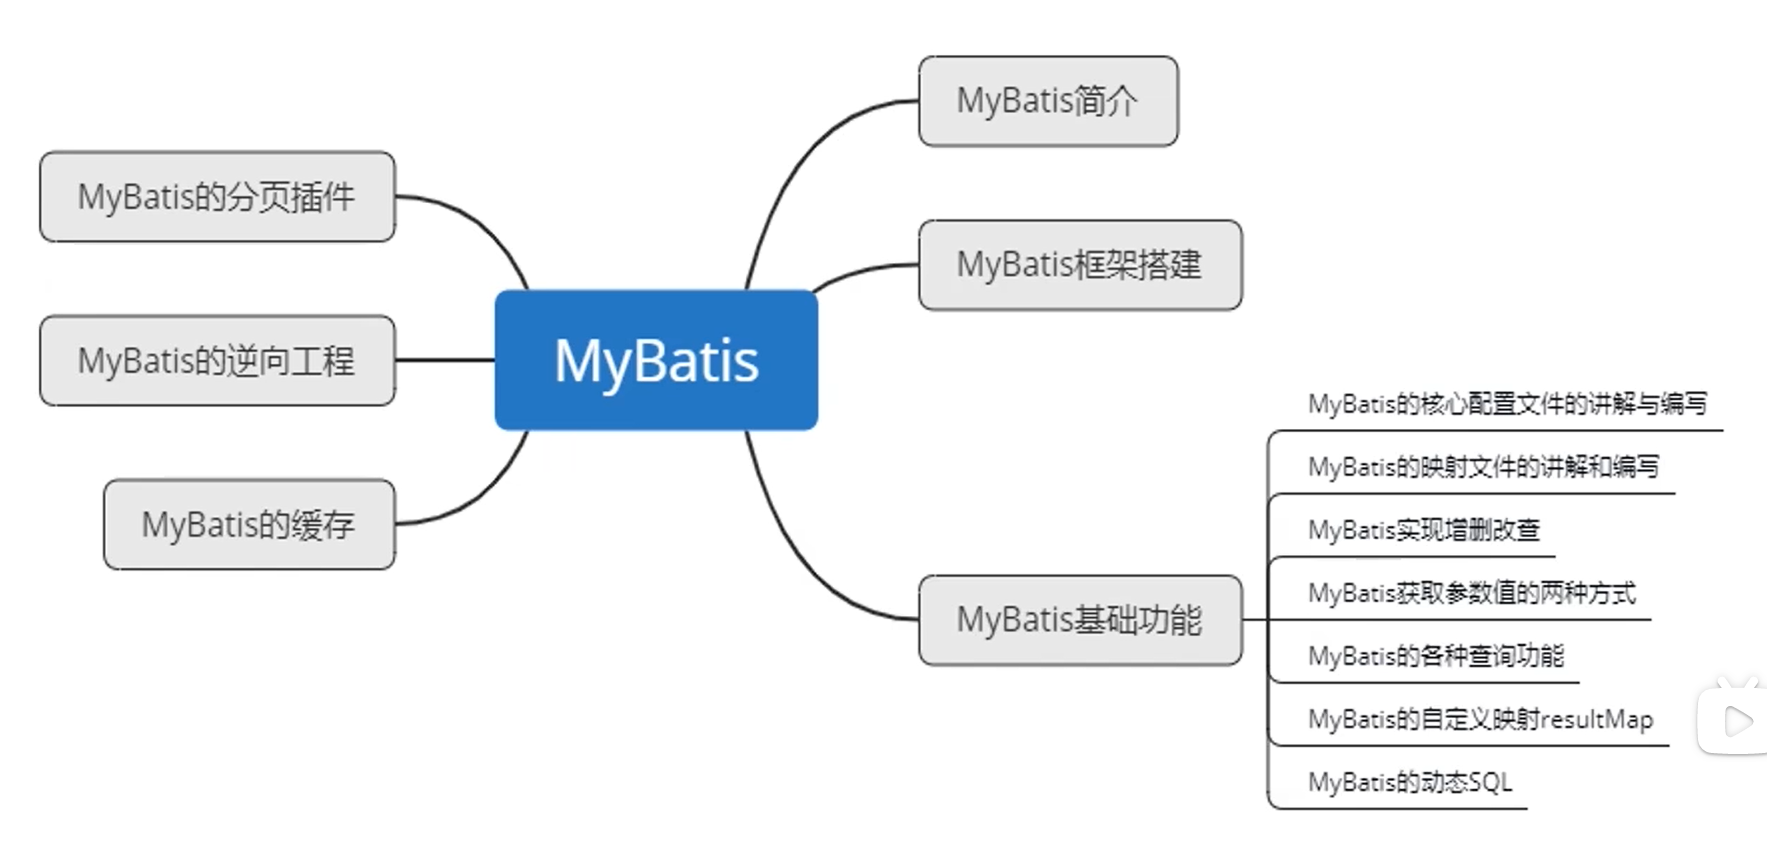 MyBatis
MyBatis简介
MyBatis框架搭建
MyBatis基础功能
MyBatis的核心配置文件的讲解与编写
MyBatis的映射文件的讲解和编写
MyBatis实现增删改查
MyBatis获取参数值的两种方式
MyBatis的各种查询功能
MyBatis的自定义映射resultMap
MyBatis的动态SQL
MyBatis的分页插件
MyBatis的逆向工程
MyBatis的缓存